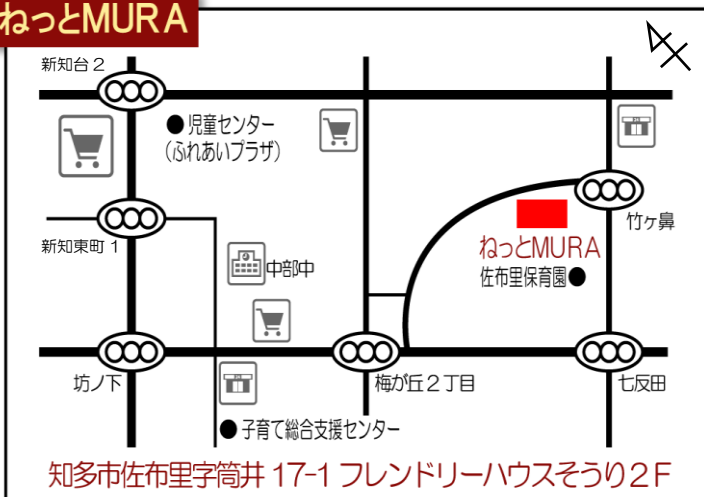 ねっとMURA
新知台2
●児童センター
(ふれあいプラザ)
竹ヶ鼻
新知東町1
ねっとMURA
佐布里保育園●
中部中
坊ノ下
梅が丘2丁目
七反田
●子育て総合支援センター
知多市佐布里字筒井17-1フレンドリーハウスそうり2F